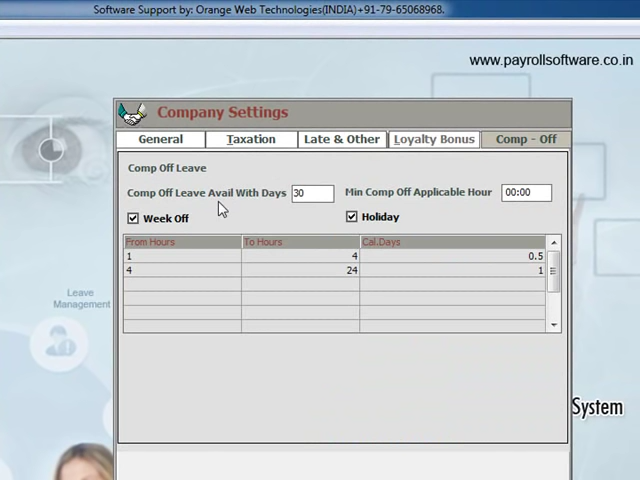 Software Support by: Orange Web Technologies(INDIA)+91-79-65068968.
www.payrollsoftware.co.in
Company Settings
General Taxation Late & Other Loyalty Bonus Comp - Off
Comp Off Leave
Comp Off Leave Avail With Days 30 Min Comp Off Applicable Hour 00:00
Week Off Holiday
From Hours To Hours Cal.Days
1 4 0.5
4 24 1
Leave
Management
System